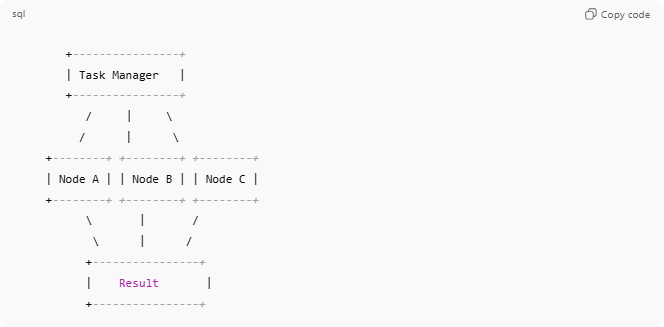 sql Copy code
+----------------+
| Task Manager   |
+----------------+
/     |     \
/      |      \
+--------+ +--------+ +--------+
| Node A | | Node B | | Node C |
+--------+ +--------+ +--------+
\       |       /
\      |      /
+----------------+
|    Result       |
+----------------+